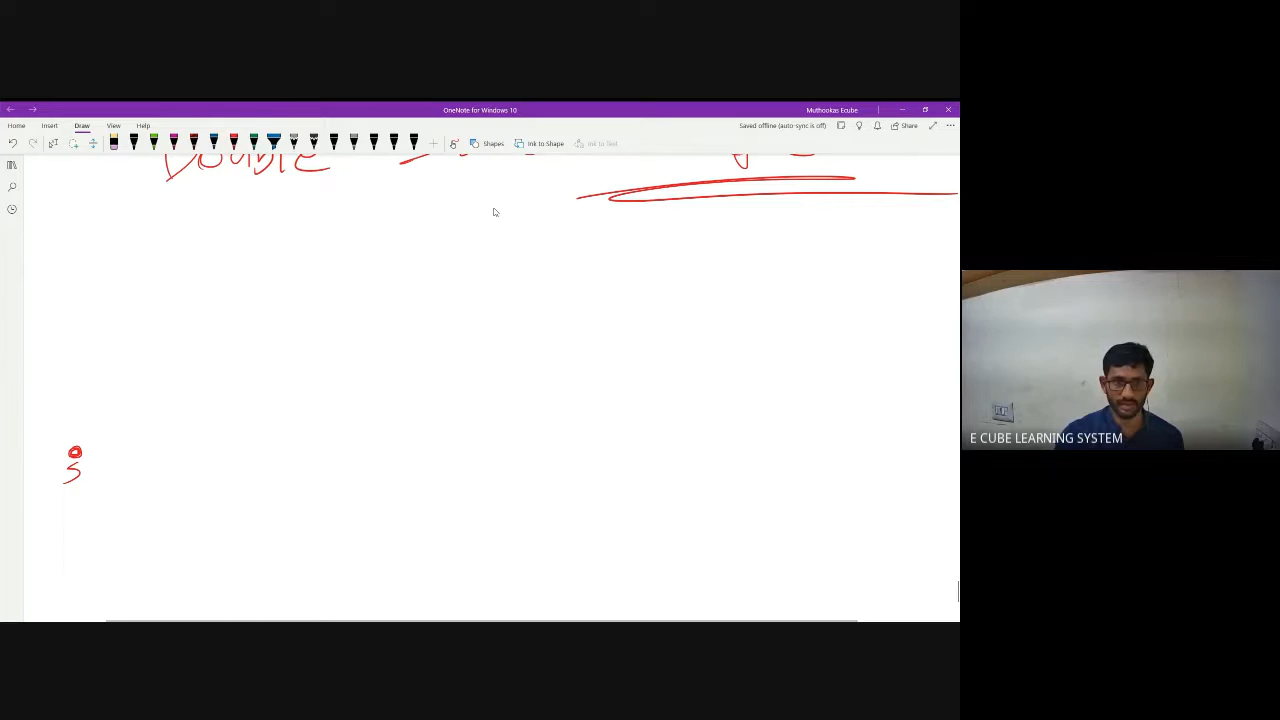 OneNote for Windows 10
Muthookas Ecube
Home Insert Draw View Help
Saved offline (auto-sync is off)
Share
Shapes
Ink to Shape
Ink to Text
Double
S
E CUBE LEARNING SYSTEM